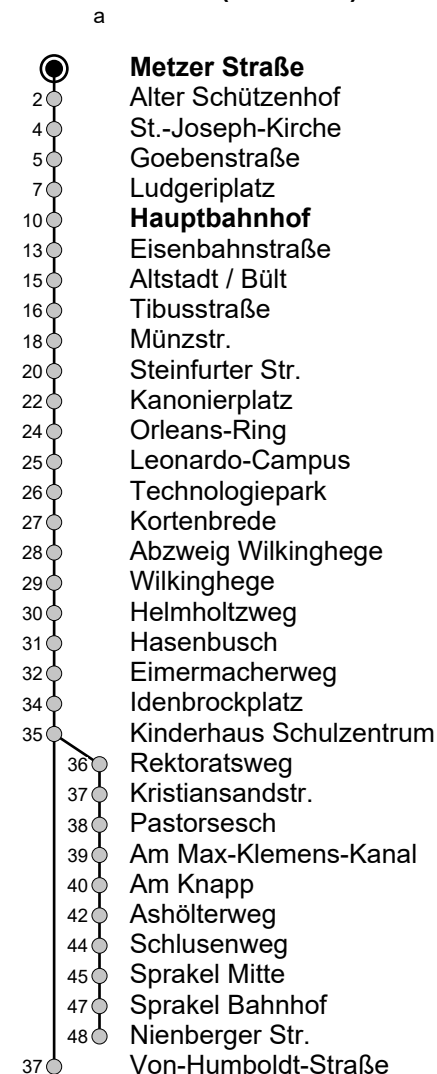 a
Metzer Straße
2 Alter Schützenhof
4 St.-Joseph-Kirche
5 Goebenstraße
7 Ludgeriplatz
10 Hauptbahnhof
13 Eisenbahnstraße
15 Altstadt / Bült
16 Tibusstraße
18 Münzstr.
20 Steinfurter Str.
22 Kanonierplatz
24 Orleans-Ring
25 Leonardo-Campus
26 Technologiepark
27 Kortenbrede
28 Abzweig Wilkinghege
29 Wilkinghege
30 Helmholtzweg
31 Hasenbusch
32 Eimermacherweg
34 Idenbrockplatz
35 Kinderhaus Schulzentrum
36 Rektoratsweg
37 Kristiansandstr.
38 Pastorsesch
39 Am Max-Klemens-Kanal
40 Am Knapp
42 Ashölterweg
44 Schlusenweg
45 Sprakel Mitte
47 Sprakel Bahnhof
48 Nienberger Str.
37 Von-Humboldt-Straße